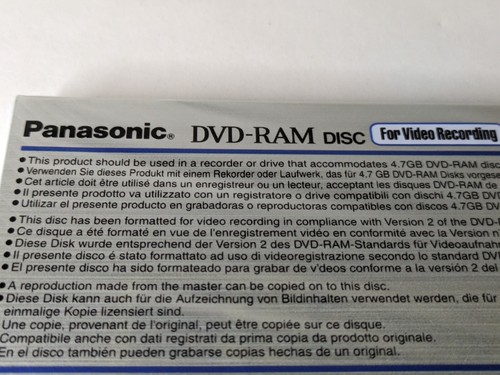 Panasonic® DVD-RAM DISC For Video Recording
• This product should be used in a recorder or drive that accommodates 4.7GB DVD-RAM disc
• Verwenden Sie dieses Produkt mit einem Rekorder oder Laufwerk, das für 4.7 GB DVD-RAM Disks vorgese
• Cet article doit être utilisé dans un enregistreur ou un lecteur, acceptant les disques DVD-RAM de
• Il presente prodotto va utilizzato con un registratore o drive compatibili con dischi 4.7GB DVD
• Utilizar el presente producto en grabadoras o reproductoras compatibles con discos 4.7GB DV
• This disc has been formatted for video recording in compliance with Version 2 of the DVD-
• Ce disque a été formaté en vue de l'enregistrement vidéo en conformité avec la Version n
• Diese Disk wurde entsprechend der Version 2 des DVD-RAM-Standards für Videoaufnahm
• Il presente disco è stato formattato ad uso di videoregistrazione secondo lo standard DV
• El presente disco ha sido formateado para grabar de v'deos conforme a la versión 2 del
• A reproduction made from the master can be copied on to this disc.
• Diese Disk kann auch für die Aufzeichnung von Bildinhalten verwendet werden, die für
einmalige Kopie lizensiert sind.
Une copie, provenant de l'original, peut être copiée sur ce disque.
Compatibile anche con dati registrati da prima copia da prodotto originale.
En el disco también pueden grabarse copias hechas de un original.